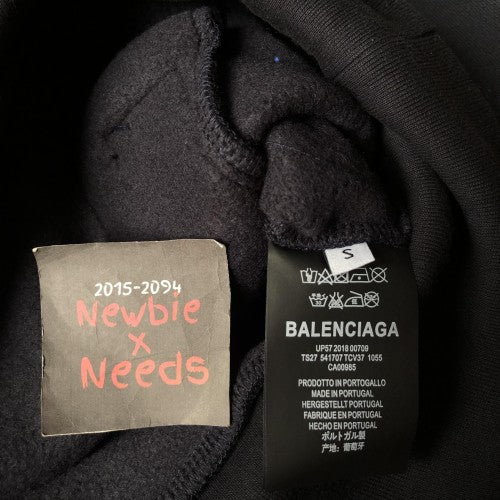 2015-2094
Newbie
x
Needs
S
BALENCIAGA
UP57 2018 00709
TS27 541707 TCV37 1055
CA00985
PRODOTTO IN PORTOGALLO
MADE IN PORTUGAL
HERGESTELLT PORTUGAL
FABRIQUE EN PORTUGAL
HECHO EN PORTUGAL
ポルトガル製
产地: 葡萄牙